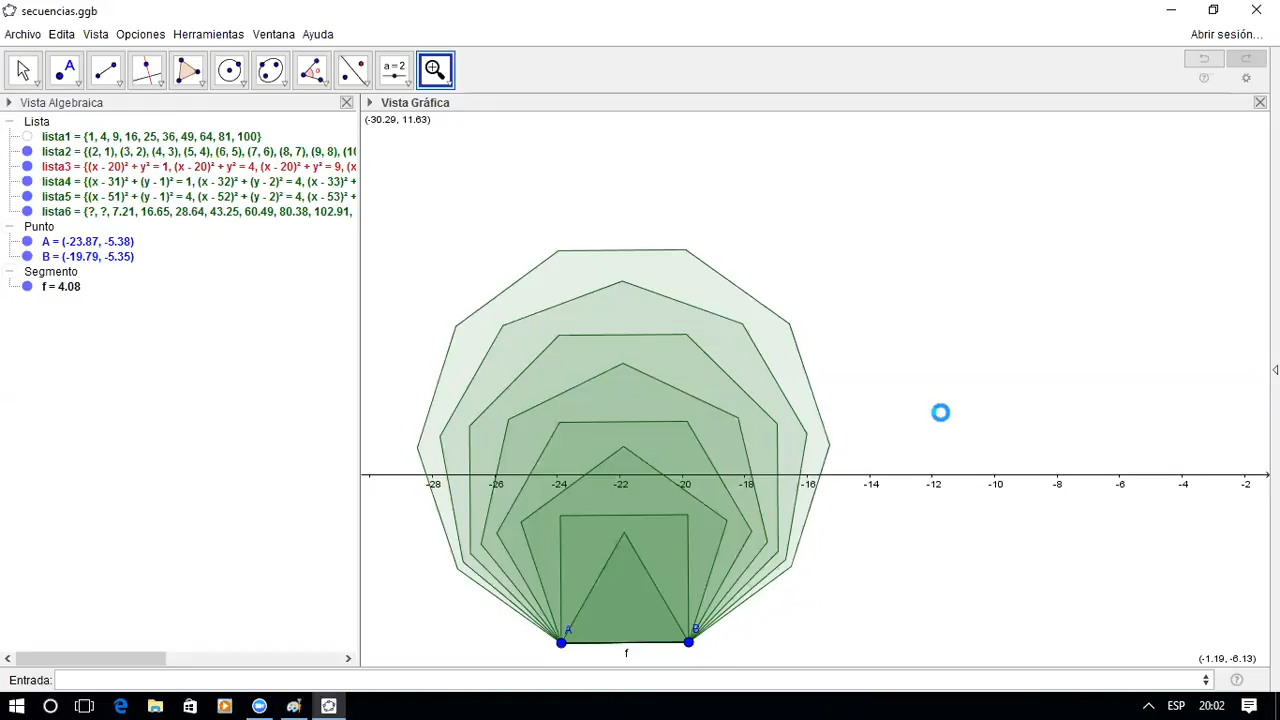 secuencias.ggb
Archivo Edita Vista Opciones Herramientas Ventana Ayuda
Abrir sesión...
A
a = 2
Vista Algebraica
Vista Gráfica
Lista
(-30.29, 11.63)
lista1 = {1, 4, 9, 16, 25, 36, 49, 64, 81, 100}
lista2 = {(2, 1), (3, 2), (4, 3), (5, 4), (6, 5), (7, 6), (8, 7), (9, 8), (10
lista3 = {(x - 20)² + y² = 1, (x - 20)² + y² = 4, (x - 20)² + y² = 9, (x
lista4 = {(x - 31)² + (y - 1)² = 1, (x - 32)² + (y - 2)² = 4, (x - 33)² +
lista5 = {(x - 51)² + (y - 1)² = 4, (x - 52)² + (y - 2)² = 4, (x - 53)² +
lista6 = {?, ?, 7.21, 16.65, 28.64, 43.25, 60.49, 80.38, 102.91,
Punto
A = (-23.87, -5.38)
B = (-19.79, -5.35)
Segmento
f = 4.08
-28 -26 -24 -22 -20 -18 -16 -14 -12 -10 -8 -6 -4 -2
A B
f
(-1.19, -6.13)
Entrada:
ESP 20:02